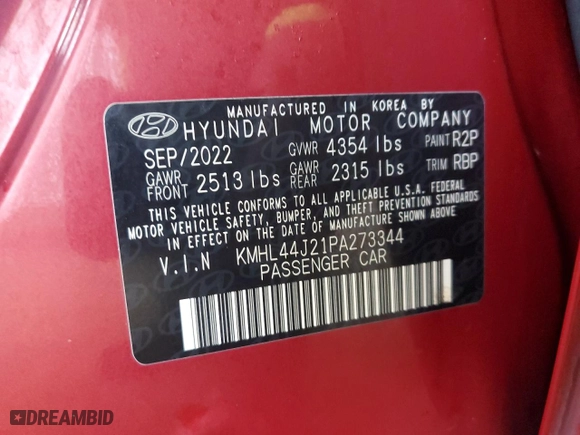 MANUFACTURED IN KOREA BY
HYUNDAI MOTOR COMPANY
SEP/2022 GVWR 4354 lbs PAINT R2P
GAWR FRONT 2513 lbs GAWR REAR 2315 lbs TRIM RBP
THIS VEHICLE CONFORMS TO ALL APPLICABLE U.S.A. FEDERAL
MOTOR VEHICLE SAFETY, BUMPER, AND THEFT PREVENTION
STANDARDS IN EFFECT ON THE DATE OF MANUFACTURE SHOWN ABOVE.
V.I.N KMHL44J21PA273344
PASSENGER CAR
DREAMBID